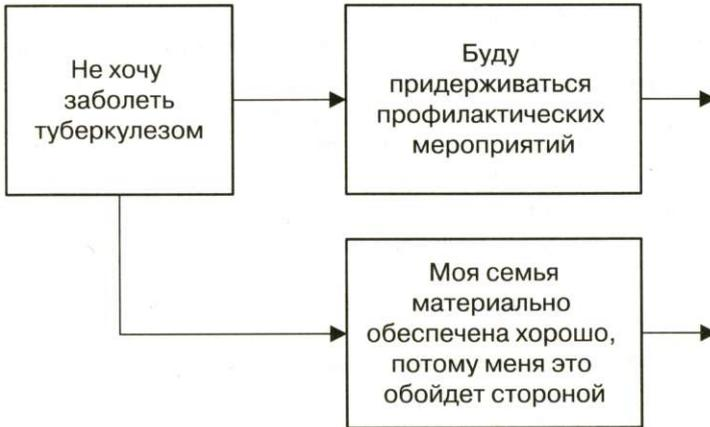 Не хочу
заболеть
туберкулезом
Буду
придерживаться
профилактических
мероприятий
Моя семья
материально
обеспечена хорошо,
потому меня это
обойдет стороной